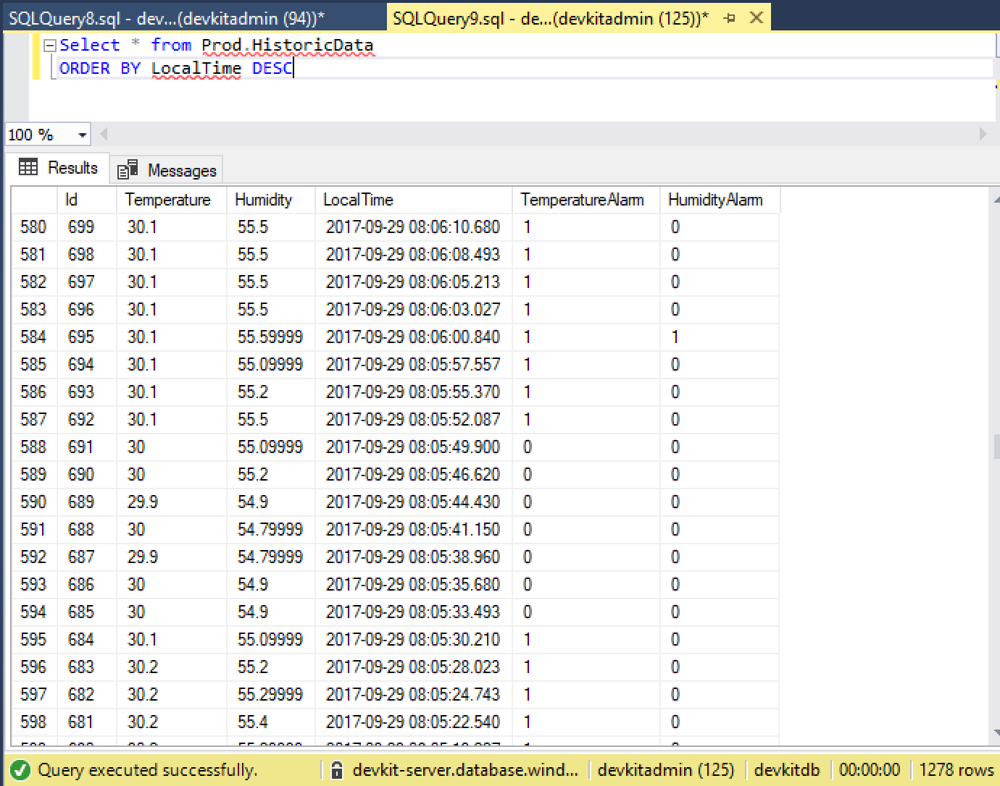 SQLQuery8.sql - dev...(devkitadmin (94))* SQLQuery9.sql - de...(devkitadmin (125))*
Select * from Prod.HistoricData
ORDER BY LocalTime DESC
100 %
Results Messages
Id Temperature Humidity LocalTime TemperatureAlarm HumidityAlarm
580 699 30.1 55.5 2017-09-29 08:06:10.680 1 0
581 698 30.1 55.5 2017-09-29 08:06:08.493 1 0
582 697 30.1 55.5 2017-09-29 08:06:05.213 1 0
583 696 30.1 55.5 2017-09-29 08:06:03.027 1 0
584 695 30.1 55.59999 2017-09-29 08:06:00.840 1 1
585 694 30.1 55.09999 2017-09-29 08:05:57.557 1 0
586 693 30.1 55.2 2017-09-29 08:05:55.370 1 0
587 692 30.1 55.5 2017-09-29 08:05:52.087 1 0
588 691 30 55.09999 2017-09-29 08:05:49.900 0 0
589 690 30 55.2 2017-09-29 08:05:46.620 0 0
590 689 29.9 54.9 2017-09-29 08:05:44.430 0 0
591 688 30 54.79999 2017-09-29 08:05:41.150 0 0
592 687 29.9 54.79999 2017-09-29 08:05:38.960 0 0
593 686 30 54.9 2017-09-29 08:05:35.680 0 0
594 685 30 54.9 2017-09-29 08:05:33.493 0 0
595 684 30.1 55.09999 2017-09-29 08:05:30.210 1 0
596 683 30.2 55.2 2017-09-29 08:05:28.023 1 0
597 682 30.2 55.29999 2017-09-29 08:05:24.743 1 0
598 681 30.2 55.4 2017-09-29 08:05:22.540 1 0
Query executed successfully. devkit-server.database.wind... devkitadmin (125) devkitdb 00:00:00 1278 rows